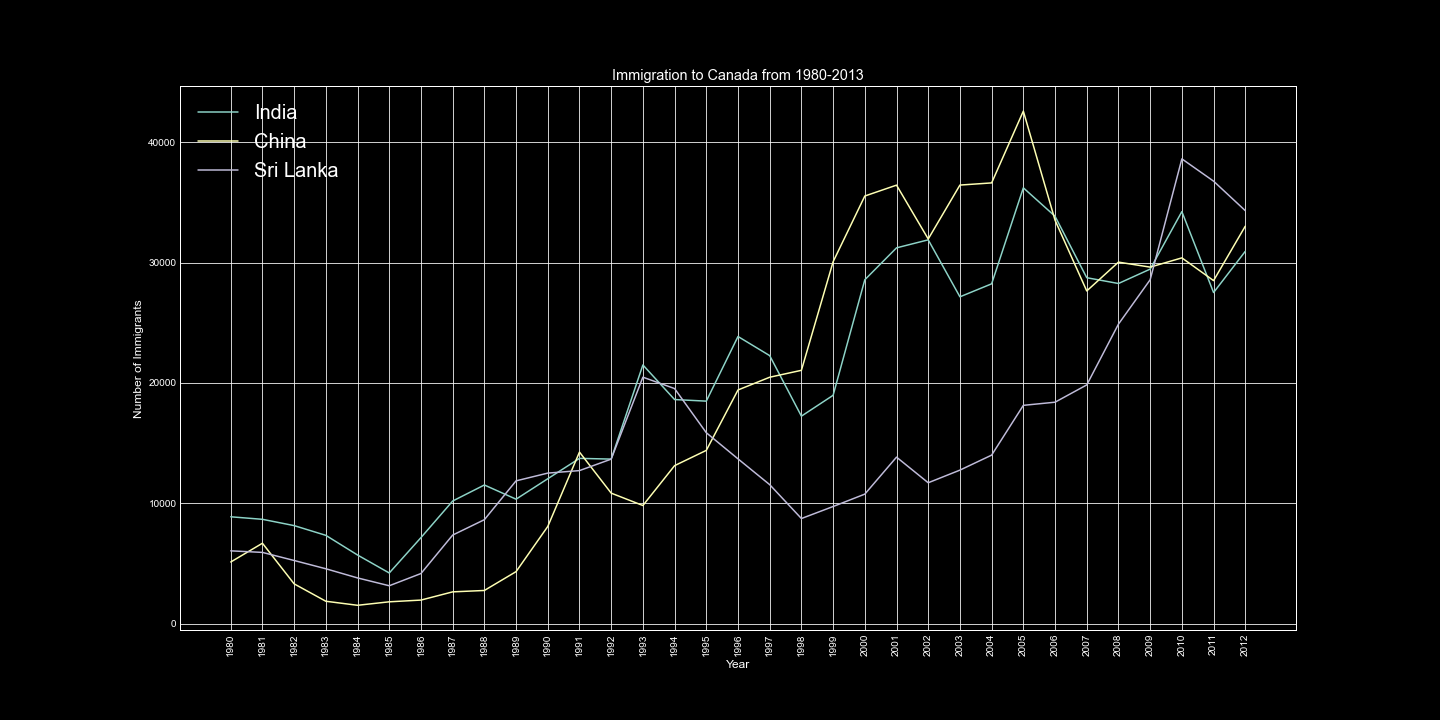 Immigration to Canada from 1980-2013
India
China
Sri Lanka
40000
30000
20000
10000
0
Number of Immigrants
1980 1981 1982 1983 1984 1985 1986 1987 1988 1989 1990 1991 1992 1993 1994 1995 1996 1997 1998 1999 2000 2001 2002 2003 2004 2005 2006 2007 2008 2009 2010 2011 2012
Year